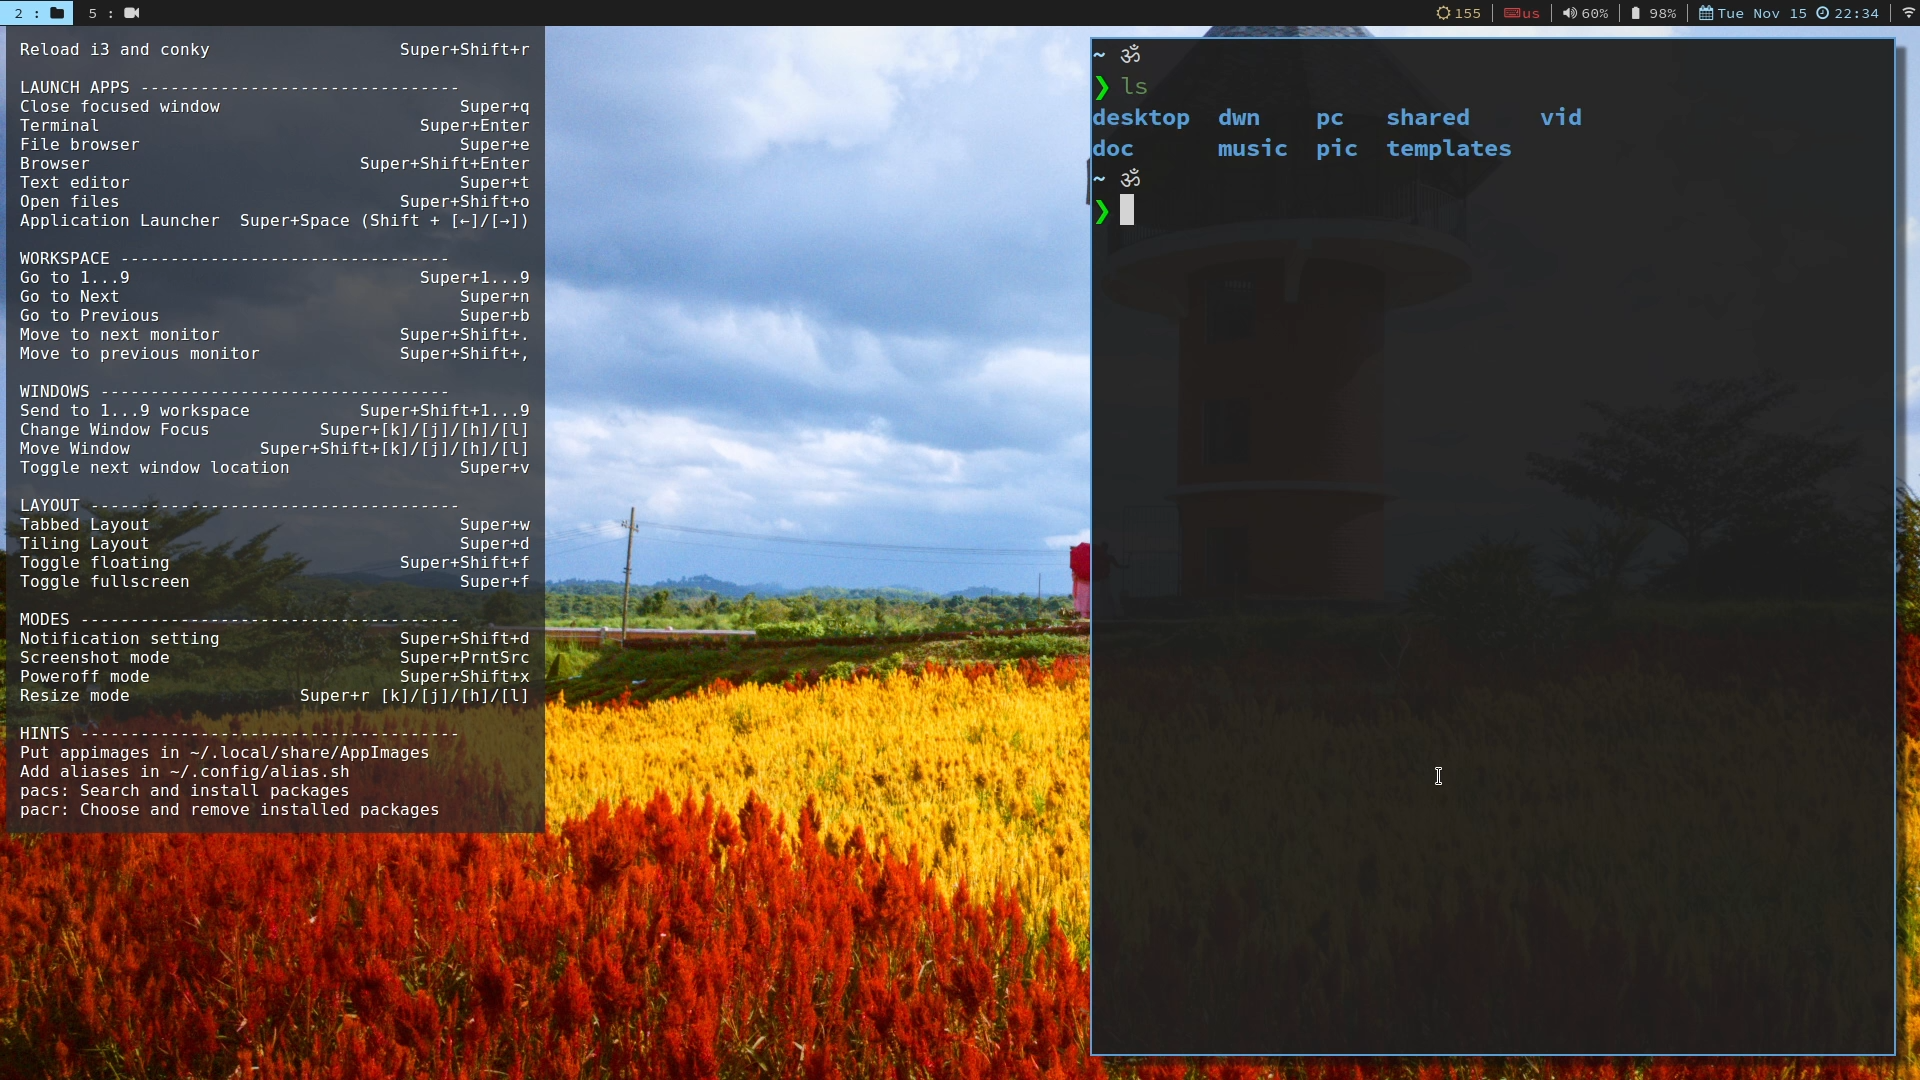 2 : 5 : 155 us 60% 98% Tue Nov 15 22:34
Reload i3 and conky Super+Shift+r
LAUNCH APPS --------------------------------
Close focused window Super+q
Terminal Super+Enter
File browser Super+e
Browser Super+Shift+Enter
Text editor Super+t
Open files Super+Shift+o
Application Launcher Super+Space (Shift + [←]/[→])
WORKSPACE ---------------------------------
Go to 1...9 Super+1...9
Go to Next Super+n
Go to Previous Super+b
Move to next monitor Super+Shift+.
Move to previous monitor Super+Shift+,
WINDOWS -----------------------------------
Send to 1...9 workspace Super+Shift+1...9
Change Window Focus Super+[k]/[j]/[h]/[l]
Move Window Super+Shift+[k]/[j]/[h]/[l]
Toggle next window location Super+v
LAYOUT -------------------------------------
Tabbed Layout Super+w
Tiling Layout Super+d
Toggle floating Super+Shift+f
Toggle fullscreen Super+f
MODES --------------------------------------
Notification setting Super+Shift+d
Screenshot mode Super+PrntSrc
Poweroff mode Super+Shift+x
Resize mode Super+r [k]/[j]/[h]/[l]
HINTS --------------------------------------
Put appimages in ~/.local/share/AppImages
Add aliases in ~/.config/alias.sh
pacs: Search and install packages
pacr: Choose and remove installed packages
~ ॐ
❯ ls
desktop dwn pc shared vid
doc music pic templates
~ ॐ
❯